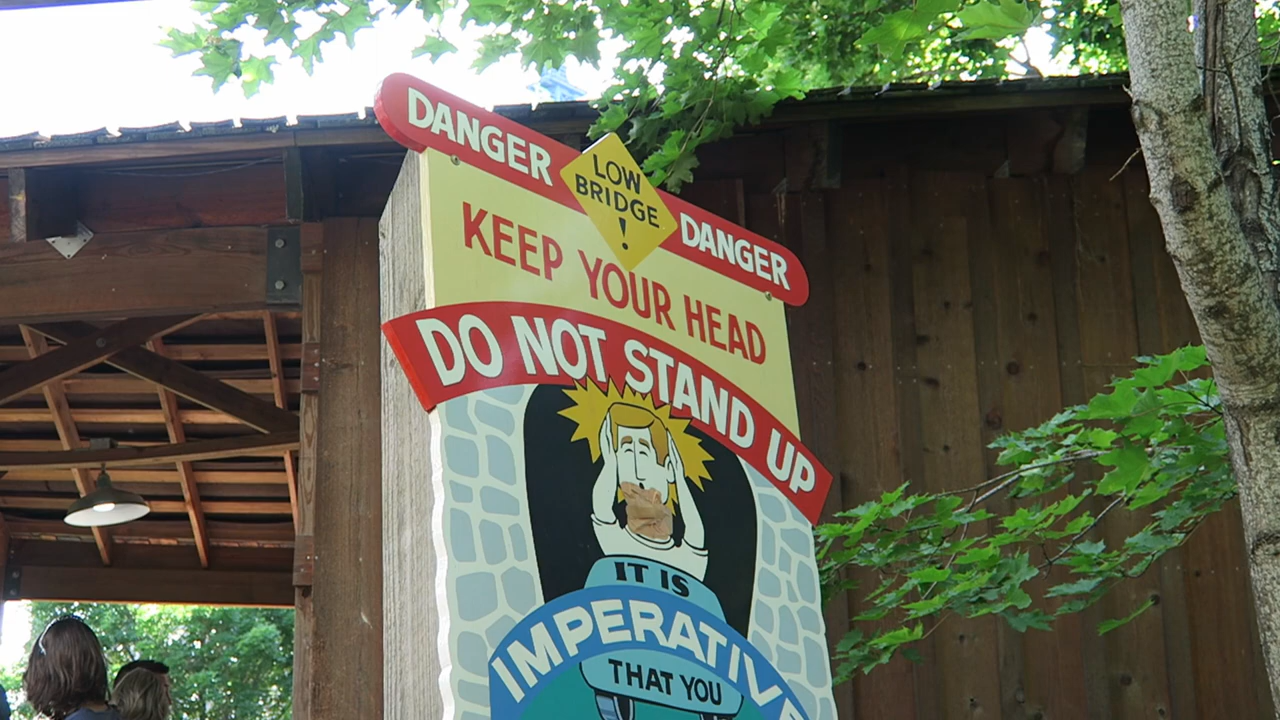 DANGER
LOW
BRIDGE
!
DANGER
KEEP YOUR HEAD
DO NOT STAND UP
IT IS
IMPERATIVE
THAT YOU